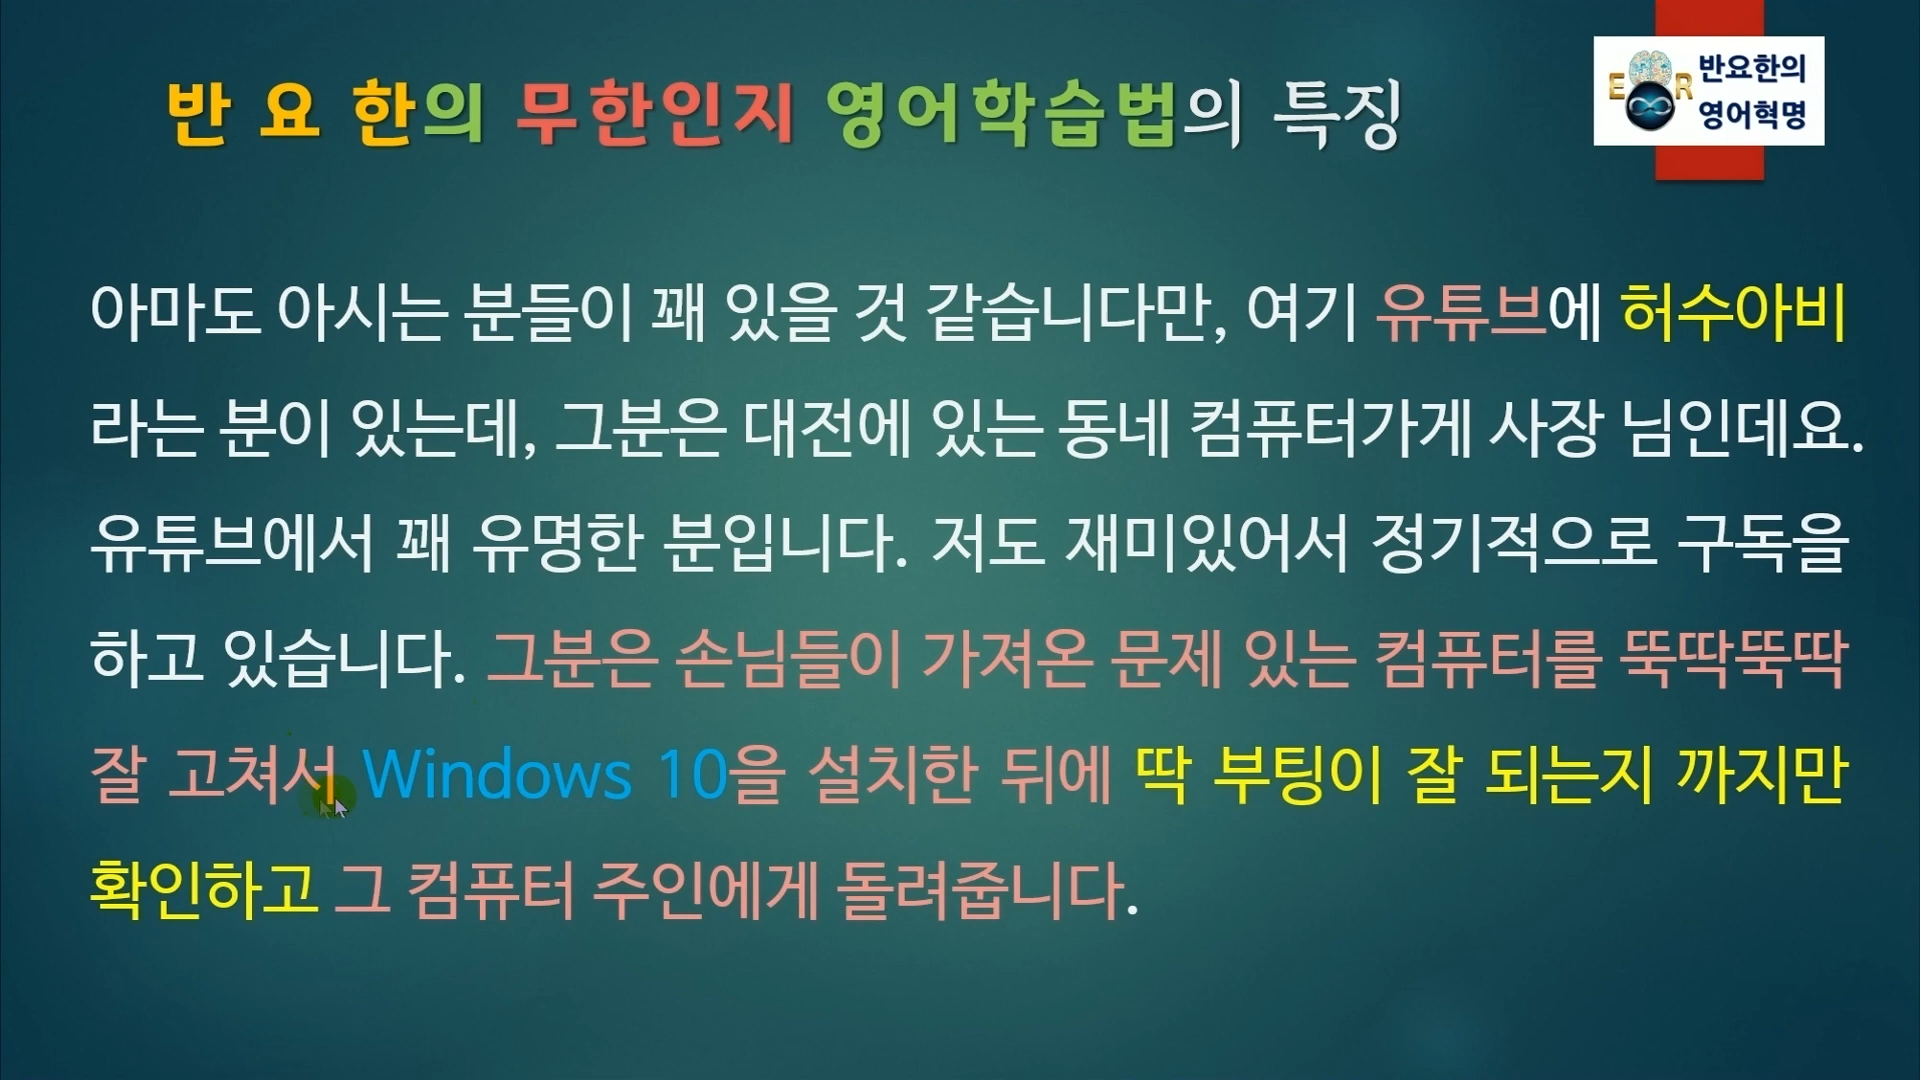 반 요 한의 무한인지 영어학습법의 특징
E R 반요한의
영어혁명
아마도 아시는 분들이 꽤 있을 것 같습니다만, 여기 유튜브에 허수아비
라는 분이 있는데, 그분은 대전에 있는 동네 컴퓨터가게 사장 님인데요.
유튜브에서 꽤 유명한 분입니다. 저도 재미있어서 정기적으로 구독을
하고 있습니다. 그분은 손님들이 가져온 문제 있는 컴퓨터를 뚝딱뚝딱
잘 고쳐서 Windows 10을 설치한 뒤에 딱 부팅이 잘 되는지 까지만
확인하고 그 컴퓨터 주인에게 돌려줍니다.